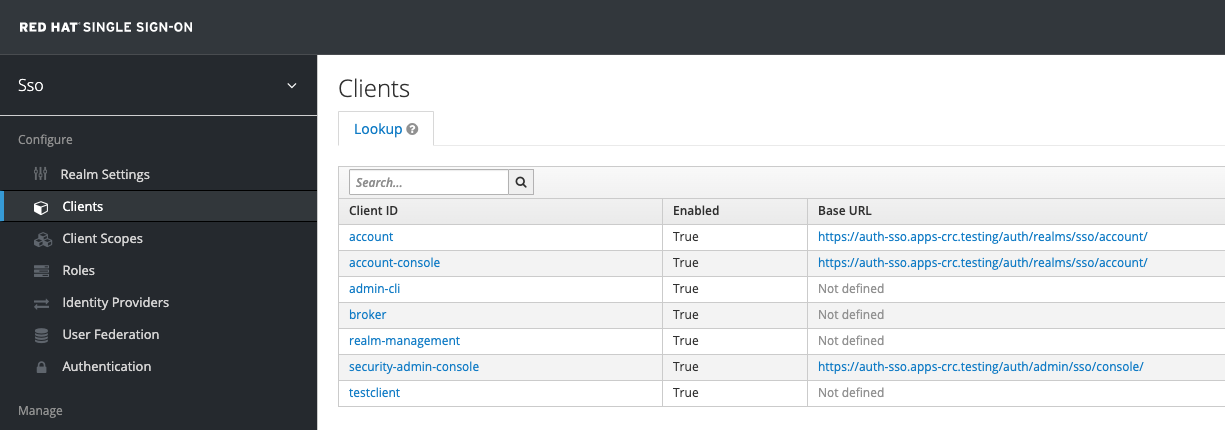 RED HAT® SINGLE SIGN-ON
Sso
Configure
Realm Settings
Clients
Client Scopes
Roles
Identity Providers
User Federation
Authentication
Manage
Clients
Lookup ?
Search...
Client ID Enabled Base URL
account True https://auth-sso.apps-crc.testing/auth/realms/sso/account/
account-console True https://auth-sso.apps-crc.testing/auth/realms/sso/account/
admin-cli True Not defined
broker True Not defined
realm-management True Not defined
security-admin-console True https://auth-sso.apps-crc.testing/auth/admin/sso/console/
testclient True Not defined